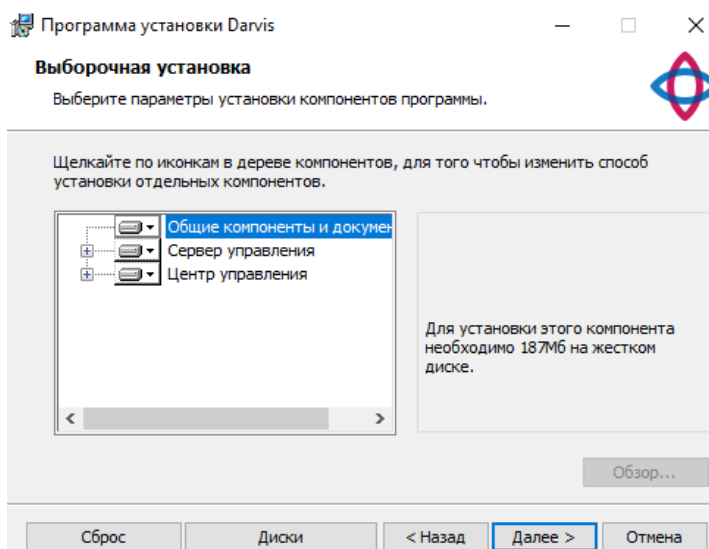 Программа установки Darvis
Выборочная установка
Выберите параметры установки компонентов программы.
Щелкайте по иконкам в дереве компонентов, для того чтобы изменить способ
установки отдельных компонентов.
Общие компоненты и докумен
Сервер управления
Центр управления
Для установки этого компонента
необходимо 187Мб на жестком
диске.
Обзор...
Сброс
Диски
< Назад
Далее >
Отмена